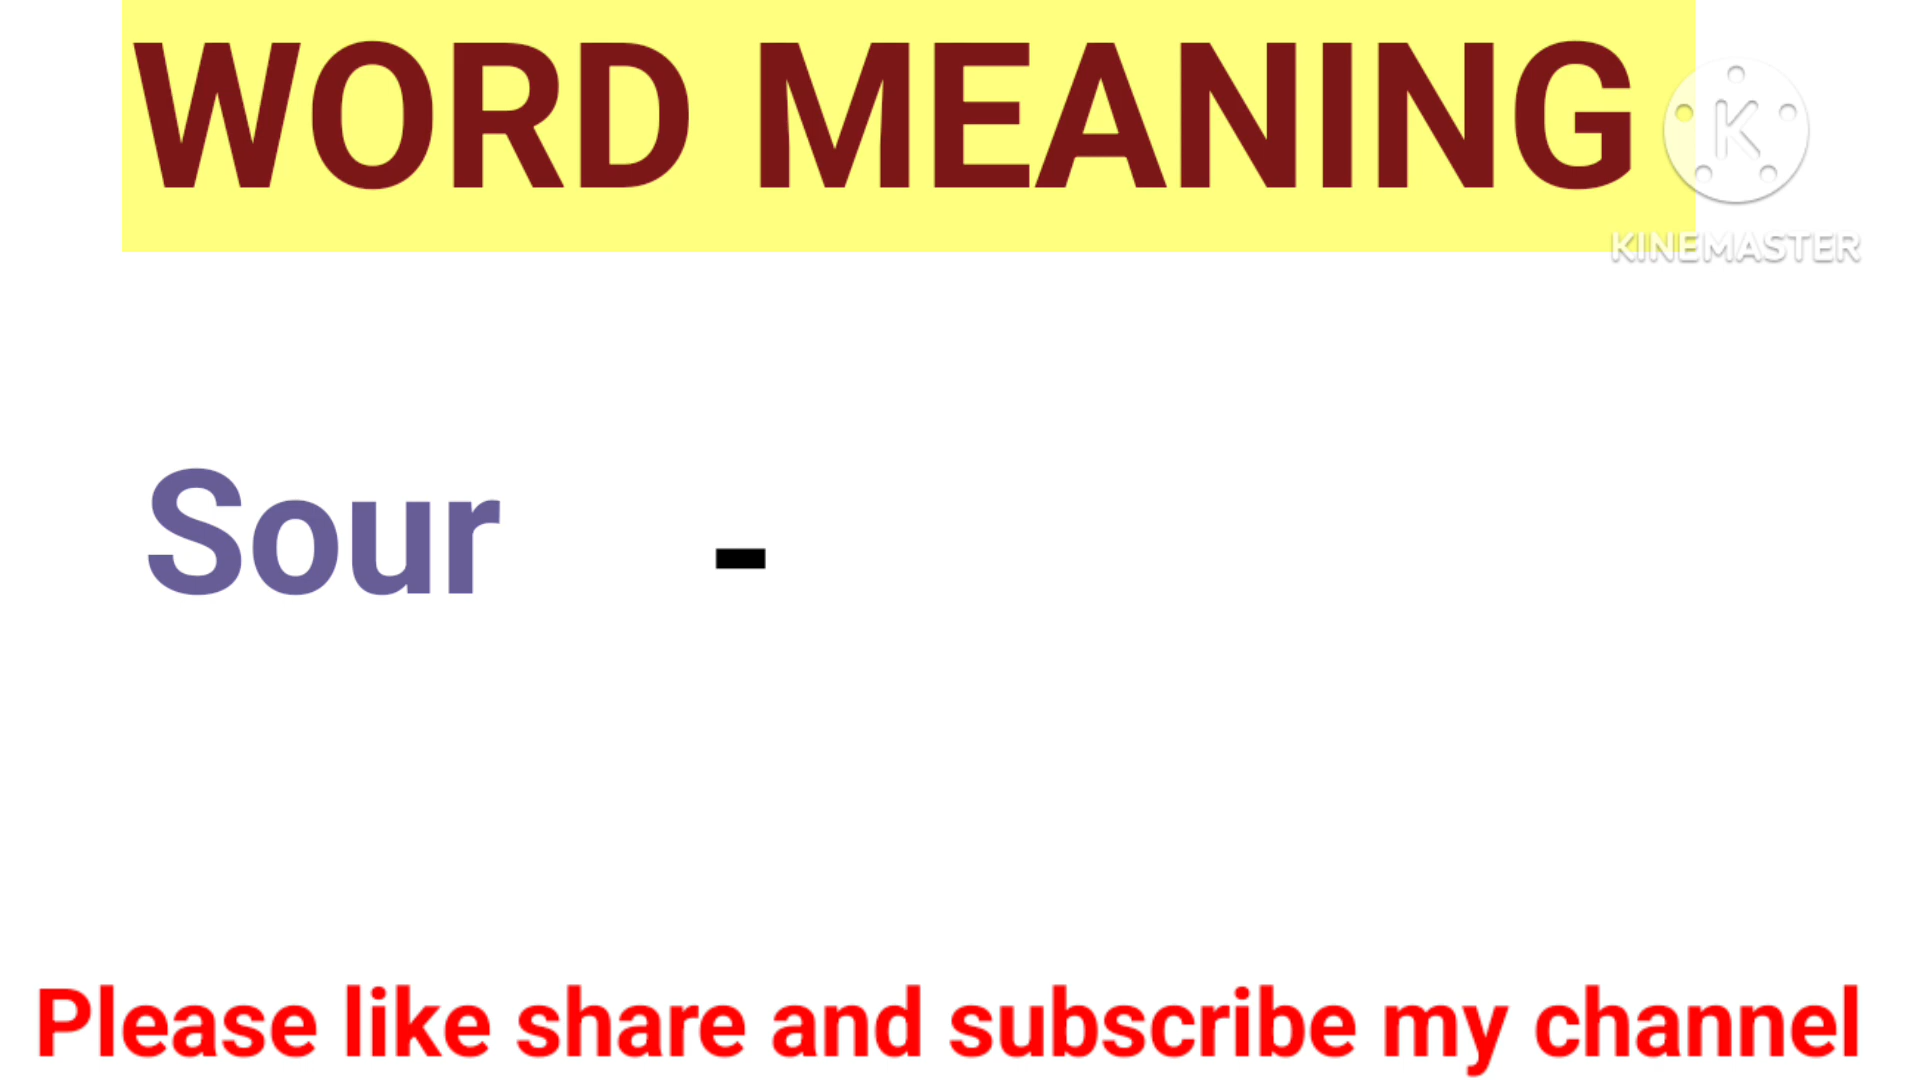 WORD MEANING
K
KINEMASTER
Sour -
Please like share and subscribe my channel